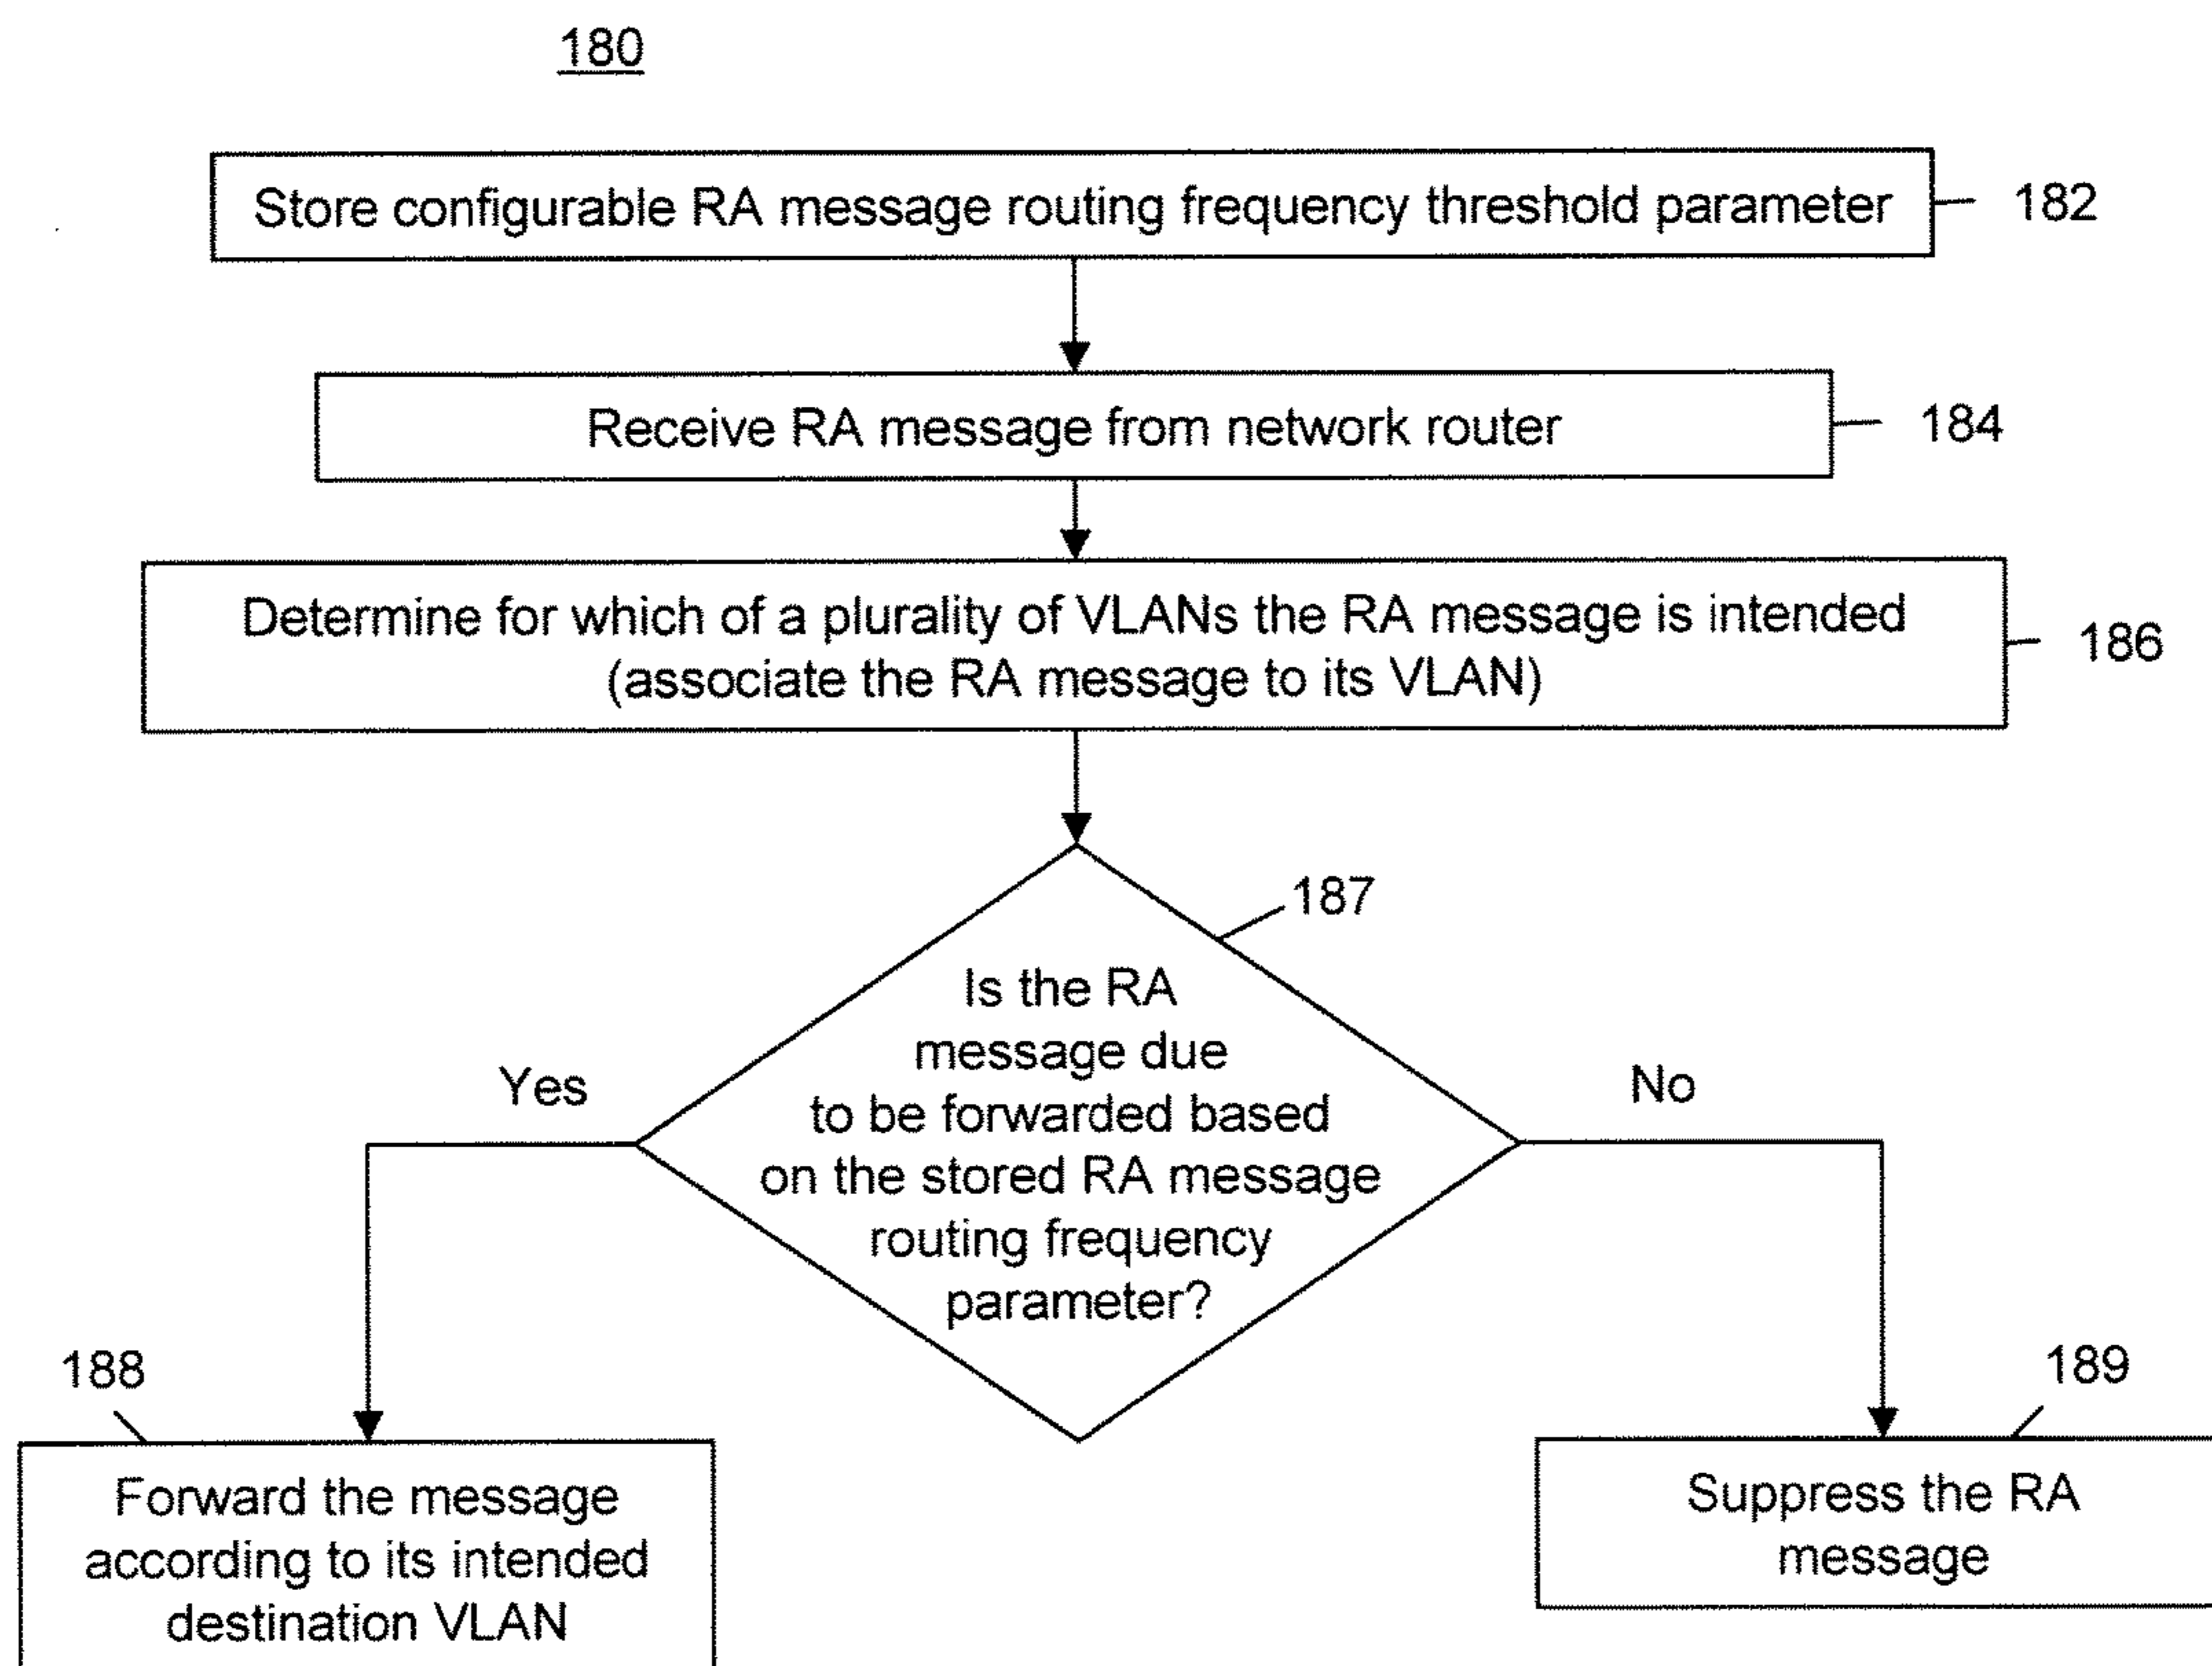 180
Store configurable RA message routing frequency threshold parameter
182
Receive RA message from network router
184
Determine for which of a plurality of VLANs the RA message is intended
(associate the RA message to its VLAN)
186
187
Is the RA
message due
to be forwarded based
on the stored RA message
routing frequency
parameter?
Yes
No
188
Forward the message
according to its intended
destination VLAN
189
Suppress the RA
message